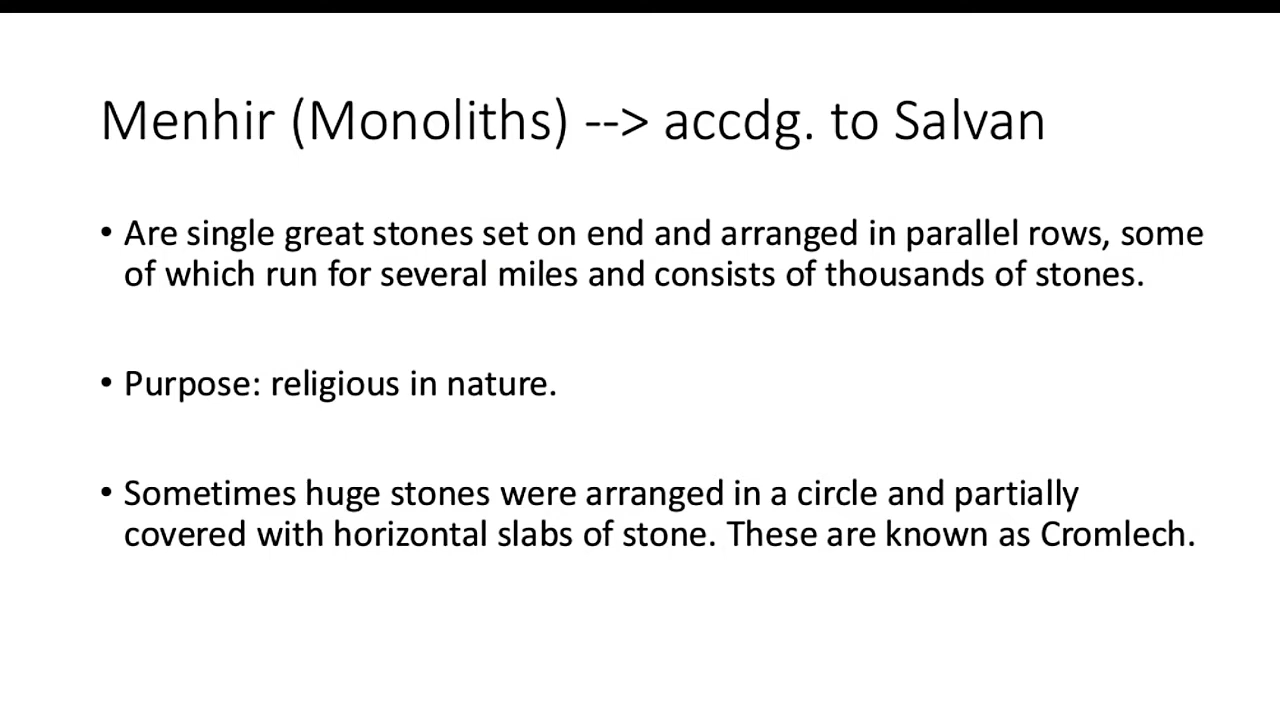 Menhir (Monoliths) --> accdg. to Salvan
• Are single great stones set on end and arranged in parallel rows, some
of which run for several miles and consists of thousands of stones.
• Purpose: religious in nature.
• Sometimes huge stones were arranged in a circle and partially
covered with horizontal slabs of stone. These are known as Cromlech.